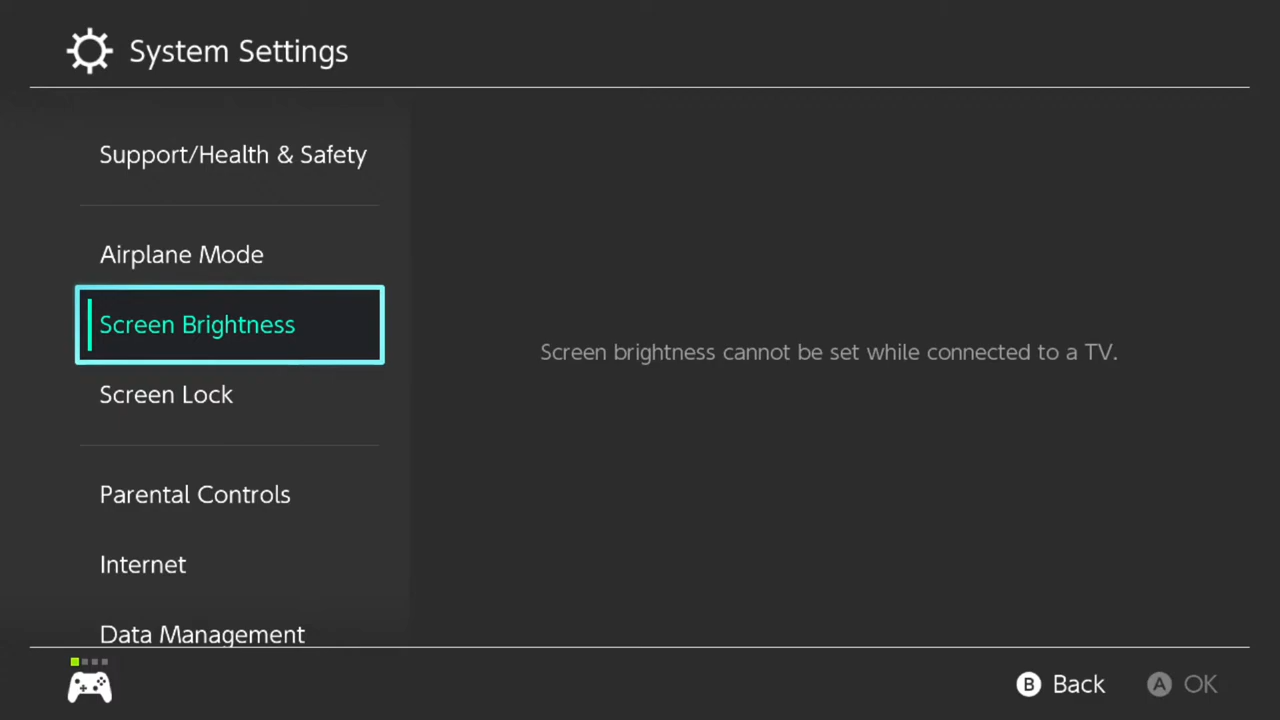 System Settings
Support/Health & Safety
Airplane Mode
Screen Brightness
Screen brightness cannot be set while connected to a TV.
Screen Lock
Parental Controls
Internet
Data Management
B Back
A OK